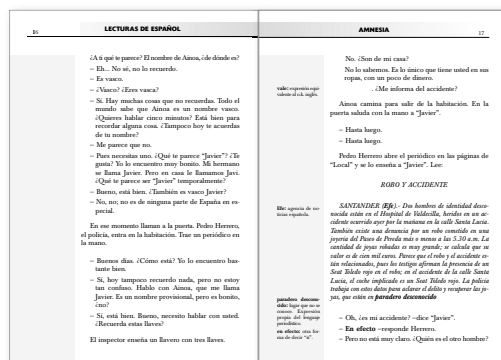 16
LECTURAS DE ESPAÑOL
¿A ti qué te parece? El nombre de Ainoa, ¿de dónde es?
– Eh... No sé, no lo recuerdo.
– Es vasco.
– ¿Vasco? ¿Eres vasca?
– Sí. Hay muchas cosas que no recuerdas. Todo el
mundo sabe que Ainoa es un nombre vasco.
¿Quieres hablar cinco minutos? Está bien para
recordar alguna cosa. ¿Tampoco hoy te acuerdas
de tu nombre?
– Me parece que no.
– Pues necesitas uno. ¿Qué te parece “Javier”? ¿Te
gusta? Yo lo encuentro muy bonito. Mi hermano
se llama Javier. Pero en casa le llamamos Javi.
¿Qué te parece ser “Javier” temporalmente?
– Bueno, está bien. ¿También es vasco Javier?
– No, no; no es de ninguna parte de España en es-
pecial.
En ese momento llaman a la puerta. Pedro Herrero,
el policía, entra en la habitación. Trae un periódico en
la mano.
– Buenos días. ¿Cómo está? Yo lo encuentro bas-
tante bien.
– Sí, hoy tampoco recuerdo nada, pero no estoy
tan confuso. Hablo con Ainoa, que me llama
Javier. Es un nombre provisional, pero es bonito,
¿no?
– Sí, está bien. Bueno, necesito hablar con usted.
¿Recuerda estas llaves?
El inspector enseña un llavero con tres llaves.
AMNESIA
17
No. ¿Son de mi casa?
No lo sabemos. Es lo único que tiene usted en sus
ropas, con un poco de dinero.
vale: expresión equi-
valente al o.k. inglés.
. ¿Me informa del accidente?
Ainoa camina para salir de la habitación. En la
puerta saluda con la mano a “Javier”.
– Hasta luego.
– Hasta luego.
Pedro Herrero abre el periódico en las páginas de
“Local” y se lo enseña a “Javier”. Lee:
ROBO Y ACCIDENTE
Efe: agencia de no-
ticias española.
SANTANDER (Efe).- Dos hombres de identidad desco-
nocida están en el Hospital de Valdecilla, heridos en un ac-
cidente ocurrido ayer por la mañana en la calle Santa Lucía.
También existe una denuncia por un robo cometido en una
joyería del Paseo de Pereda más o menos a las 5.30 a.m. La
cantidad de joyas robadas es muy grande; se calcula que su
valor es de cien mil euros. Parece que el robo y el accidente es-
tán relacionados, pues los testigos afirman la presencia de un
Seat Toledo rojo en el robo; en el accidente de la calle Santa
Lucía, el coche implicado es un Seat Toledo rojo. La policía
trabaja con estos datos para aclarar el delito y recuperar las jo-
yas, que están en paradero desconocido
paradero descono-
cido: lugar que no se
conoce. Expresión
propia del lenguaje
periodístico.
en efecto: otra for-
ma de decir “sí”.
– Oh, ¿es mi accidente? –dice “Javier”.
– En efecto –responde Herrero.
– Pero no está muy claro. ¿Quién es el otro hombre?